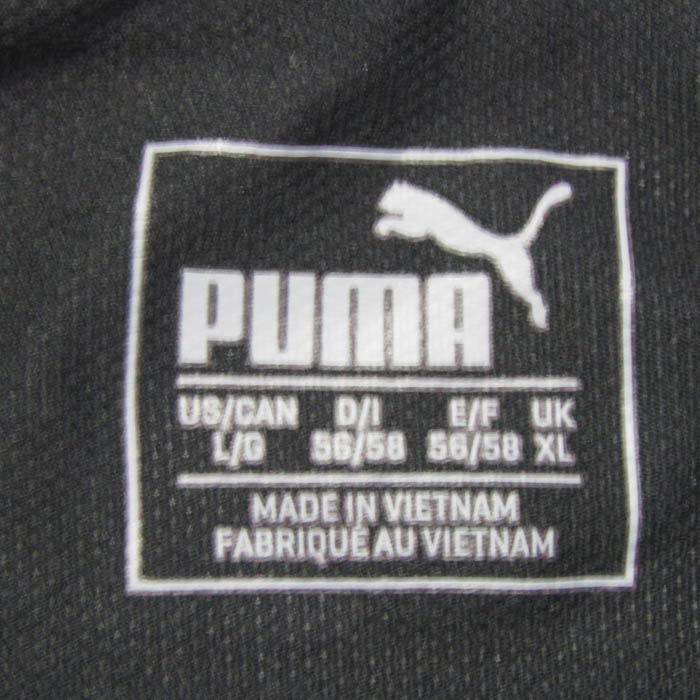 PUMA
US/CAN D/I E/F UK
L/G 56/58 56/58 XL
MADE IN VIETNAM
FABRIQUÉ AU VIETNAM